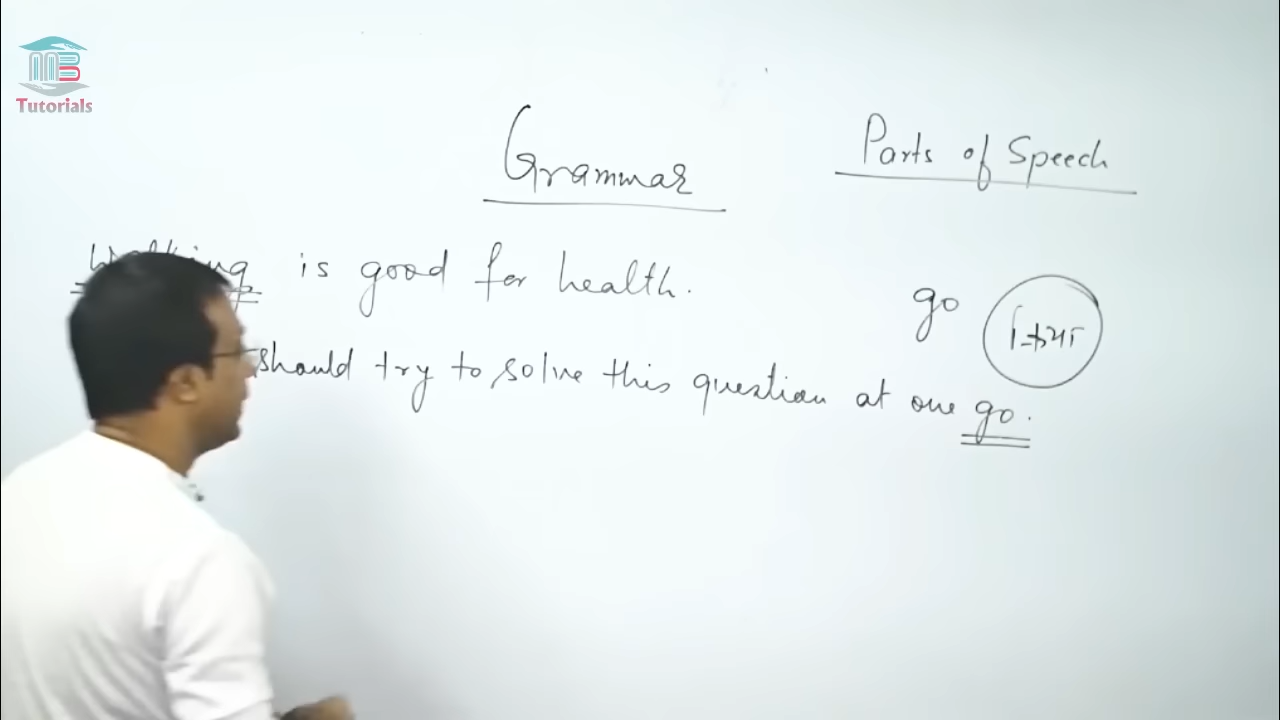 MB
Tutorials
Grammar
Parts of Speech
is good for health.
go
should try to solve this question at one go.